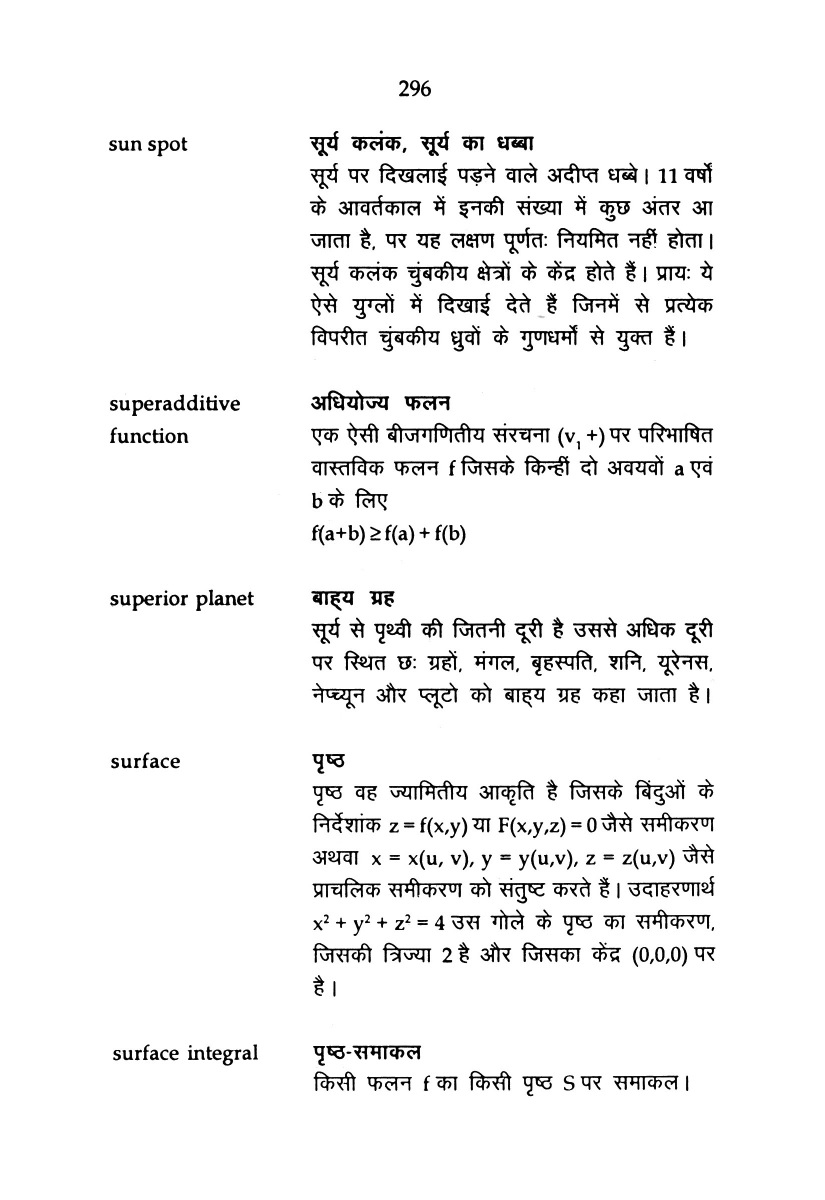 296
sun spot सूर्य कलंक, सूर्य का धब्बा
सूर्य पर दिखलाई पड़ने वाले अदीप्त धब्बे। 11 वर्षों
के आवर्तकाल में इनकी संख्या में कुछ अंतर आ
जाता है, पर यह लक्षण पूर्णतः नियमित नहीं होता।
सूर्य कलंक चुंबकीय क्षेत्रों के केंद्र होते हैं। प्रायः ये
ऐसे युग्लों में दिखाई देते हैं जिनमें से प्रत्येक
विपरीत चुंबकीय ध्रुवों के गुणधर्मों से युक्त हैं।
superadditive अधियोज्य फलन
function एक ऐसी बीजगणितीय संरचना (v₁ +) पर परिभाषित
वास्तविक फलन f जिसके किन्हीं दो अवयवों a एवं
b के लिए
f(a+b) ≥ f(a) + f(b)
superior planet बाह्य ग्रह
सूर्य से पृथ्वी की जितनी दूरी है उससे अधिक दूरी
पर स्थित छः ग्रहों, मंगल, बृहस्पति, शनि, यूरेनस,
नेप्च्यून और प्लूटो को बाह्य ग्रह कहा जाता है।
surface पृष्ठ
पृष्ठ वह ज्यामितीय आकृति है जिसके बिंदुओं के
निर्देशांक z = f(x,y) या F(x,y,z) = 0 जैसे समीकरण
अथवा x = x(u, v), y = y(u,v), z = z(u,v) जैसे
प्राचलिक समीकरण को संतुष्ट करते हैं। उदाहरणार्थ
x² + y² + z² = 4 उस गोले के पृष्ठ का समीकरण,
जिसकी त्रिज्या 2 है और जिसका केंद्र (0,0,0) पर
है।
surface integral पृष्ठ-समाकल
किसी फलन f का किसी पृष्ठ S पर समाकल।